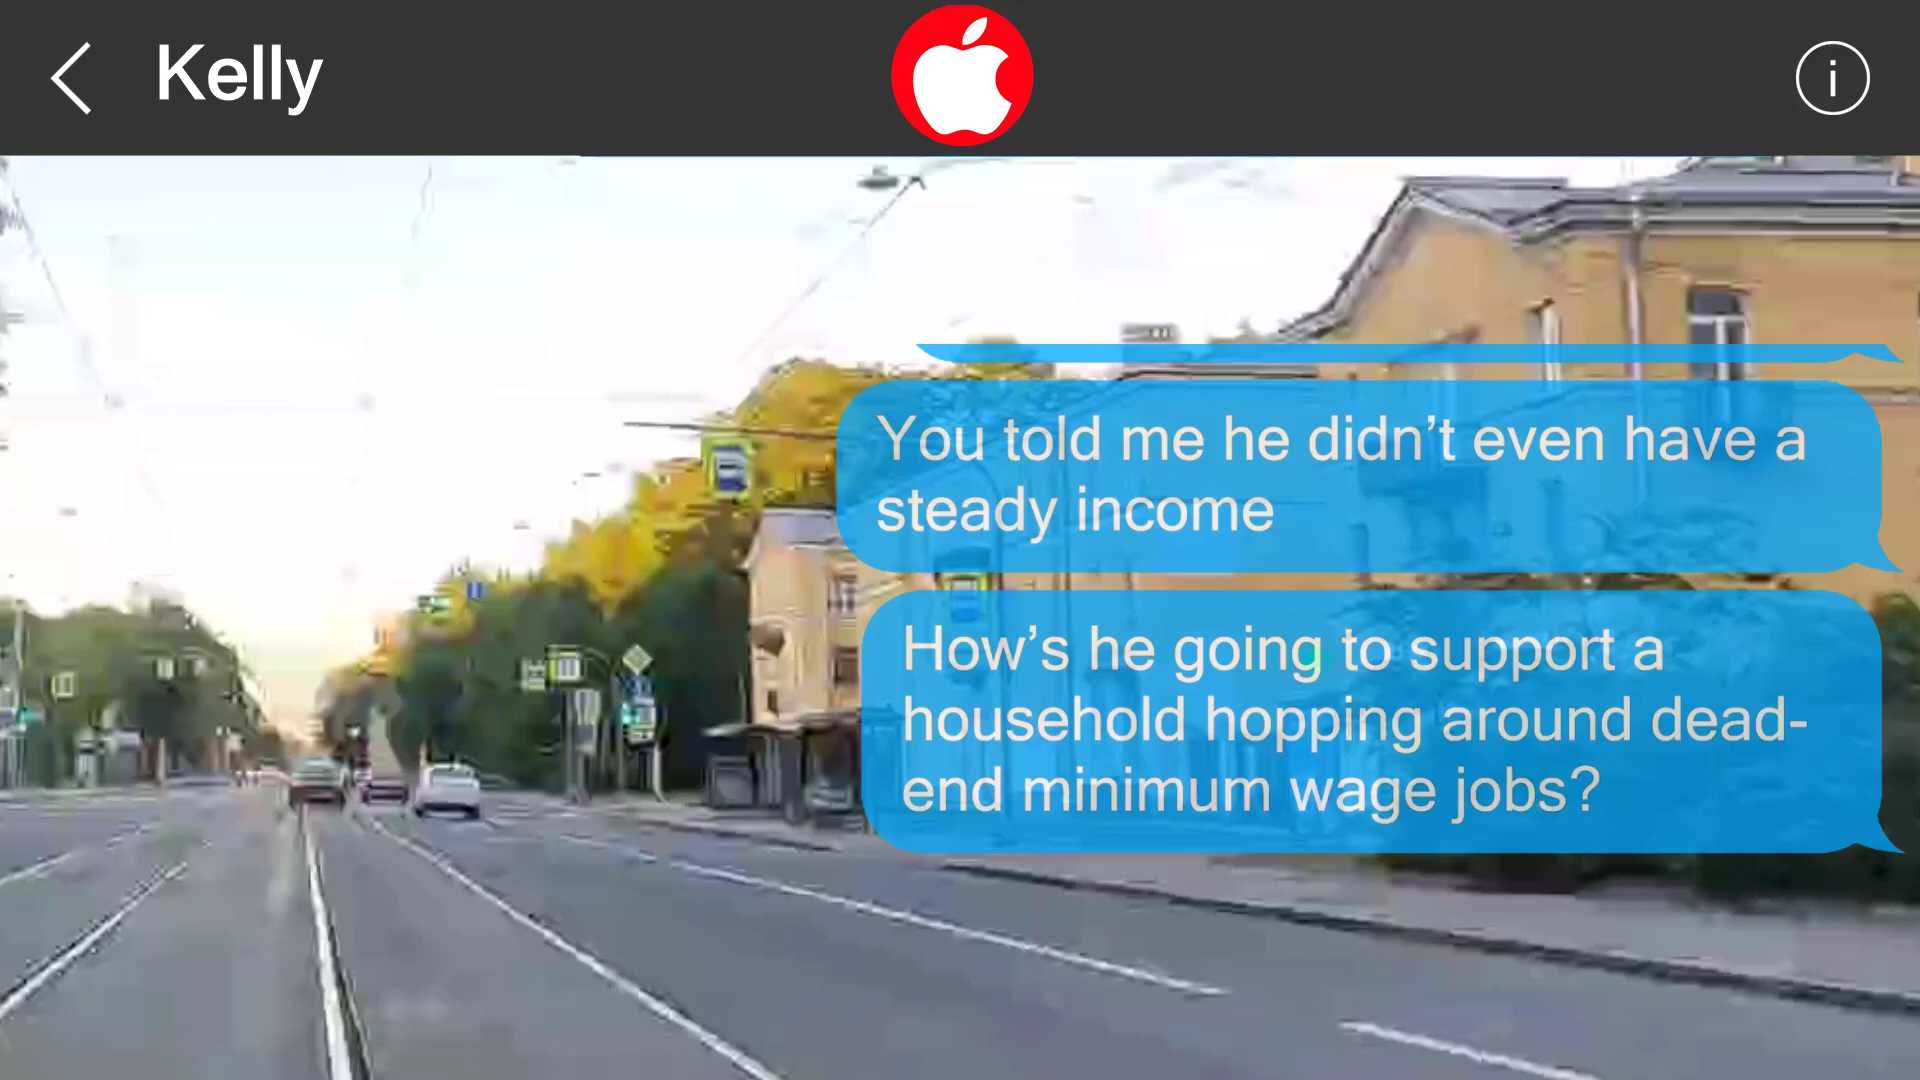 Kelly
You told me he didn’t even have a
steady income
How’s he going to support a
household hopping around dead-
end minimum wage jobs?